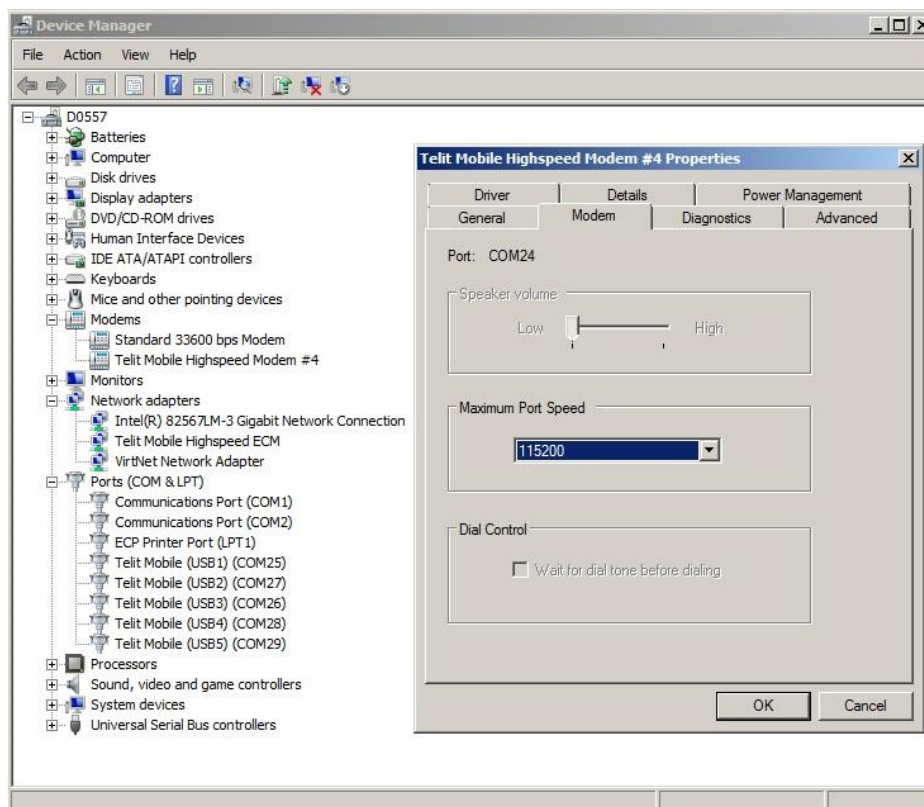 Device Manager
File Action View Help
D0557
Batteries
Computer
Disk drives
Display adapters
DVD/CD-ROM drives
Human Interface Devices
IDE ATA/ATAPI controllers
Keyboards
Mice and other pointing devices
Modems
Standard 33600 bps Modem
Telit Mobile Highspeed Modem #4
Monitors
Network adapters
Intel(R) 82567LM-3 Gigabit Network Connection
Telit Mobile Highspeed ECM
VirtNet Network Adapter
Ports (COM & LPT)
Communications Port (COM1)
Communications Port (COM2)
ECP Printer Port (LPT1)
Telit Mobile (USB1) (COM25)
Telit Mobile (USB2) (COM27)
Telit Mobile (USB3) (COM26)
Telit Mobile (USB4) (COM28)
Telit Mobile (USB5) (COM29)
Processors
Sound, video and game controllers
System devices
Universal Serial Bus controllers
Telit Mobile Highspeed Modem #4 Properties
Driver Details Power Management
General Modem Diagnostics Advanced
Port: COM24
Speaker volume
Low High
Maximum Port Speed
115200
Dial Control
Wait for dial tone before dialing
OK Cancel